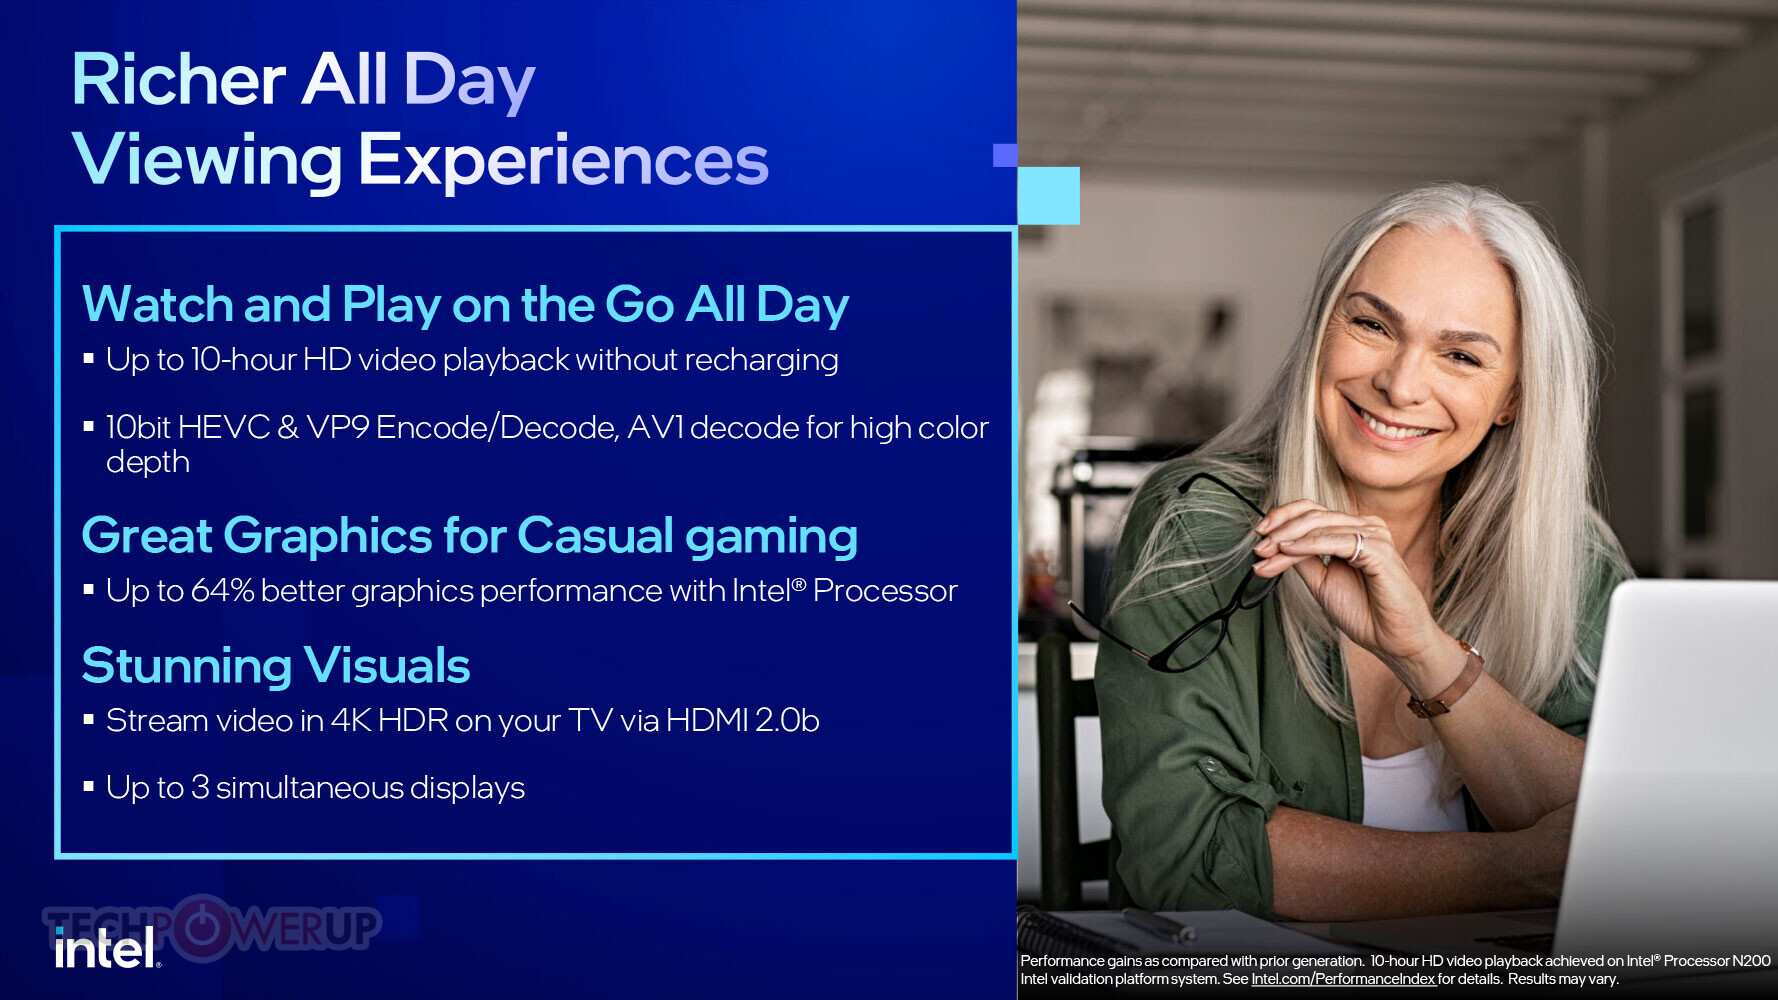 Richer All Day
Viewing Experiences
Watch and Play on the Go All Day
▪ Up to 10-hour HD video playback without recharging
▪ 10bit HEVC & VP9 Encode/Decode, AV1 decode for high color
depth
Great Graphics for Casual gaming
▪ Up to 64% better graphics performance with Intel® Processor
Stunning Visuals
▪ Stream video in 4K HDR on your TV via HDMI 2.0b
▪ Up to 3 simultaneous displays
TECHPOWERUP
intel.
Performance gains as compared with prior generation. 10-hour HD video playback achieved on Intel® Processor N200
Intel validation platform system. See Intel.com/PerformanceIndex for details. Results may vary.